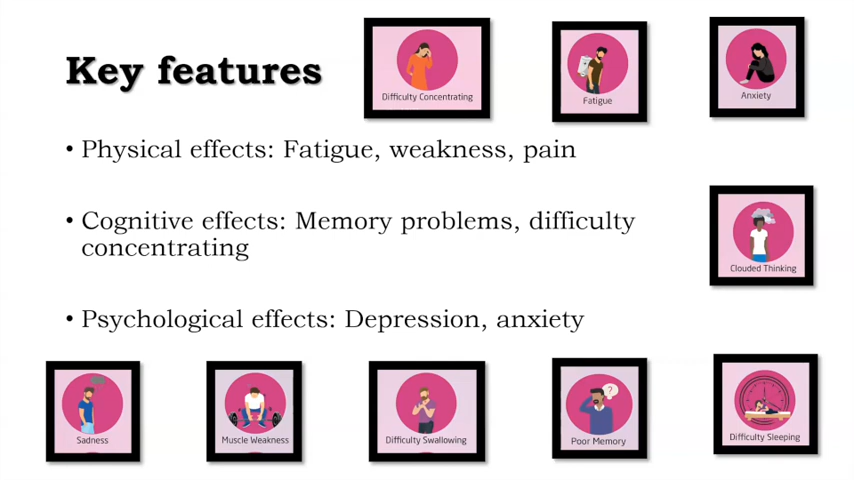 Key features
Difficulty Concentrating
Fatigue
Anxiety
• Physical effects: Fatigue, weakness, pain
• Cognitive effects: Memory problems, difficulty
concentrating
Clouded Thinking
• Psychological effects: Depression, anxiety
Sadness
Muscle Weakness
Difficulty Swallowing
?
Poor Memory
Difficulty Sleeping